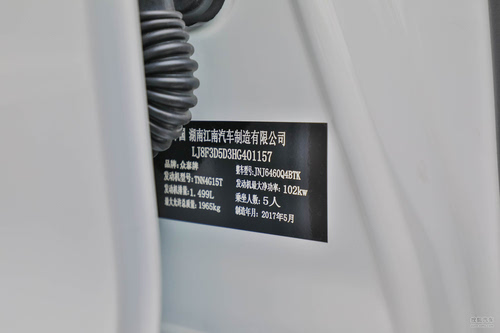 国 湖南江南汽车制造有限公司
LJ8F3D5D3HG401157
品牌：众泰牌 整车型号：JNJ6460Q4BTK
发动机型号：TNN4G15T 发动机最大净功率：102kw
发动机排量：1.499L 乘坐人数：5人
最大允许总质量：1965kg 制造年月：2017年5月